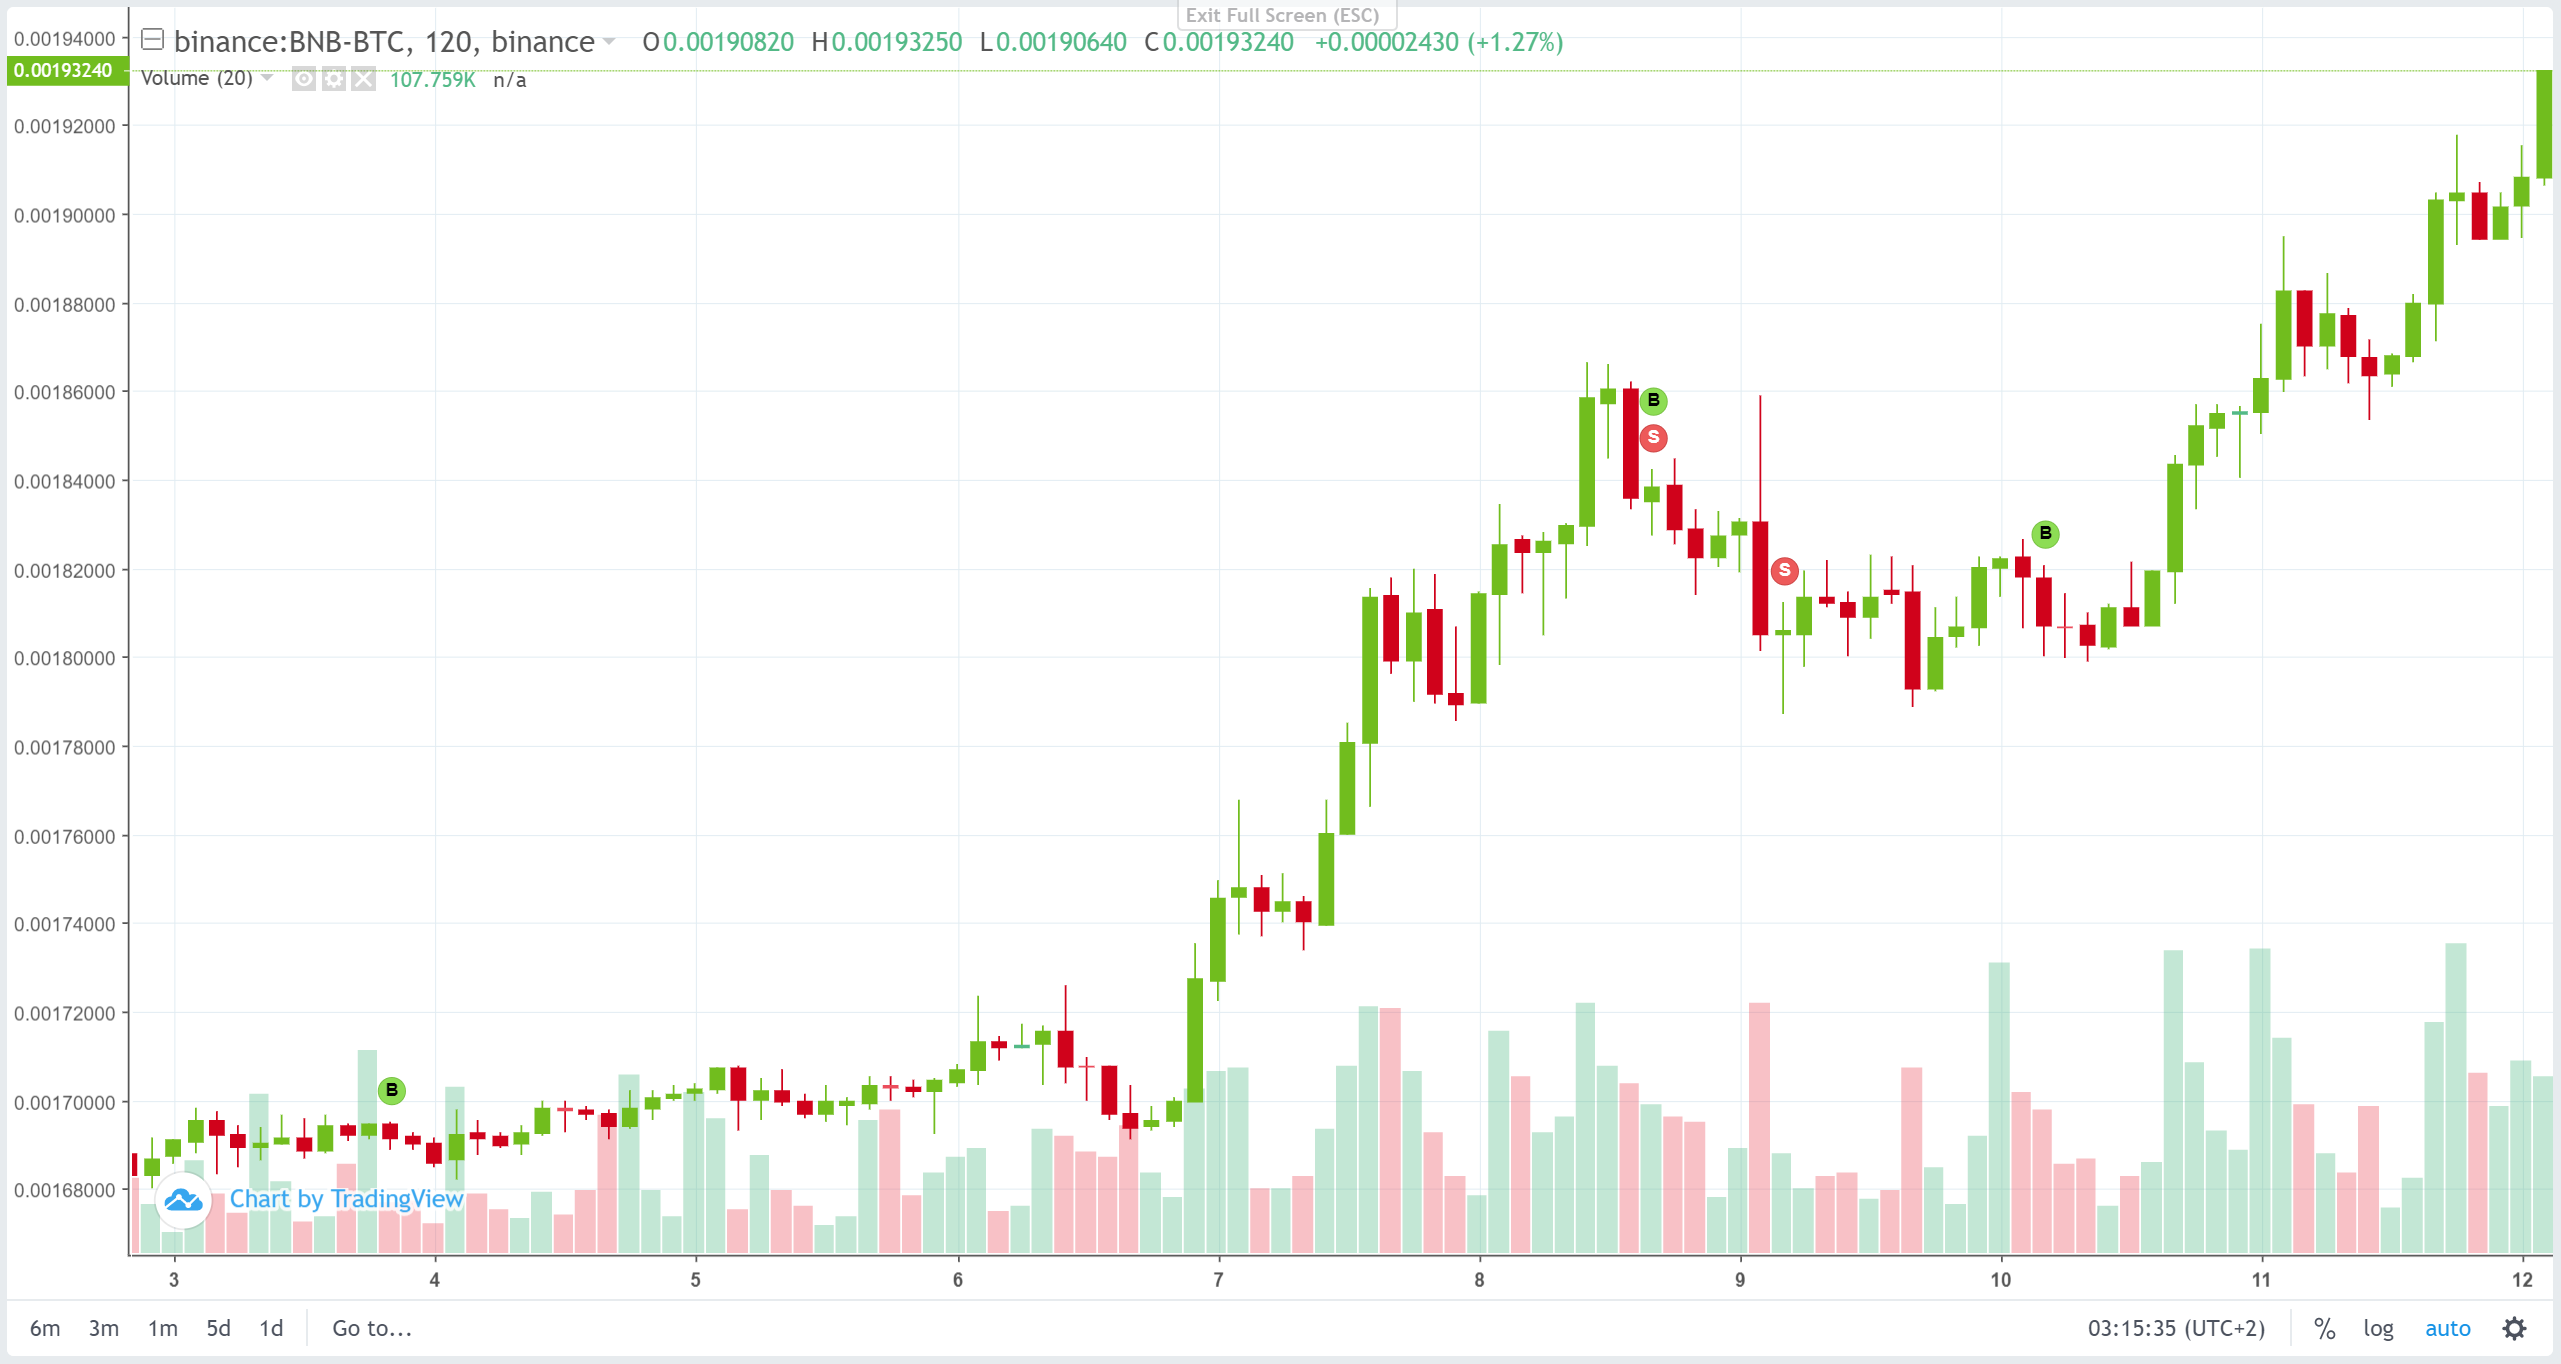 Exit Full Screen (ESC)
binance:BNB-BTC, 120, binance O0.00190820 H0.00193250 L0.00190640 C0.00193240 +0.00002430 (+1.27%)
Volume (20) 107.759K n/a
0.00194000
0.00193240
0.00192000
0.00190000
0.00188000
0.00186000
0.00184000
0.00182000
0.00180000
0.00178000
0.00176000
0.00174000
0.00172000
0.00170000
0.00168000
B
S
B
S
B
Chart by TradingView
3 4 5 6 7 8 9 10 11 12
6m 3m 1m 5d 1d Go to... 03:15:35 (UTC+2) % log auto